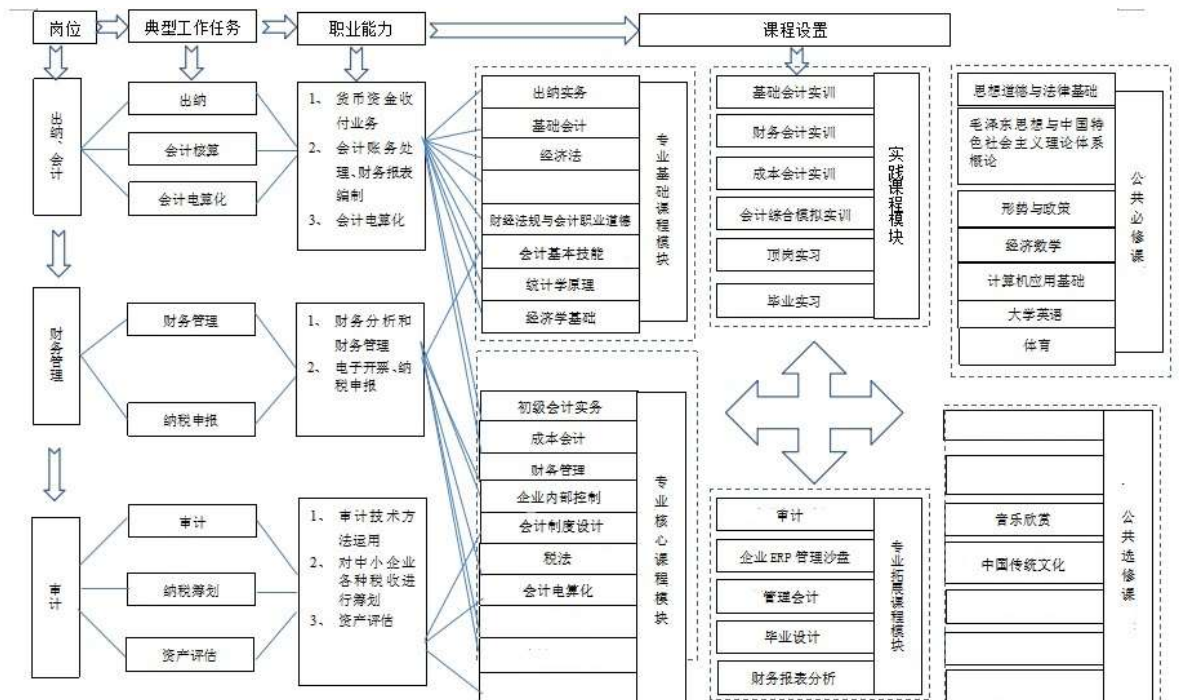 岗位
典型工作任务
职业能力
课程设置
出纳、会计
出纳
会计核算
会计电算化
1、 货币资金收
付业务
2、 会计账务处
理、财务报表
编制
3、 会计电算化
财务管理
财务管理
纳税申报
1、 财务分析和
财务管理
2、 电子开票、纳
税申报
审计
审计
纳税筹划
资产评估
1、 审计技术方
法运用
2、 对中小企业
各种税收进
行筹划
3、 资产评估
出纳实务
基础会计
经济法
财经法规与会计职业道德
会计基本技能
统计学原理
经济学基础
专业基础课程模块
初级会计实务
成本会计
财务管理
企业内部控制
会计制度设计
税法
会计电算化
专业核心课程模块
基础会计实训
财务会计实训
成本会计实训
会计综合模拟实训
顶岗实习
毕业实习
实践课程模块
审计
企业 ERP 管理沙盘
管理会计
毕业设计
财务报表分析
专业拓展课程模块
思想道德与法律基础
毛泽东思想与中国特
色社会主义理论体系
概论
形势与政策
经济数学
计算机应用基础
大学英语
体育
公共必修课
音乐欣赏
中国传统文化
公共选修课